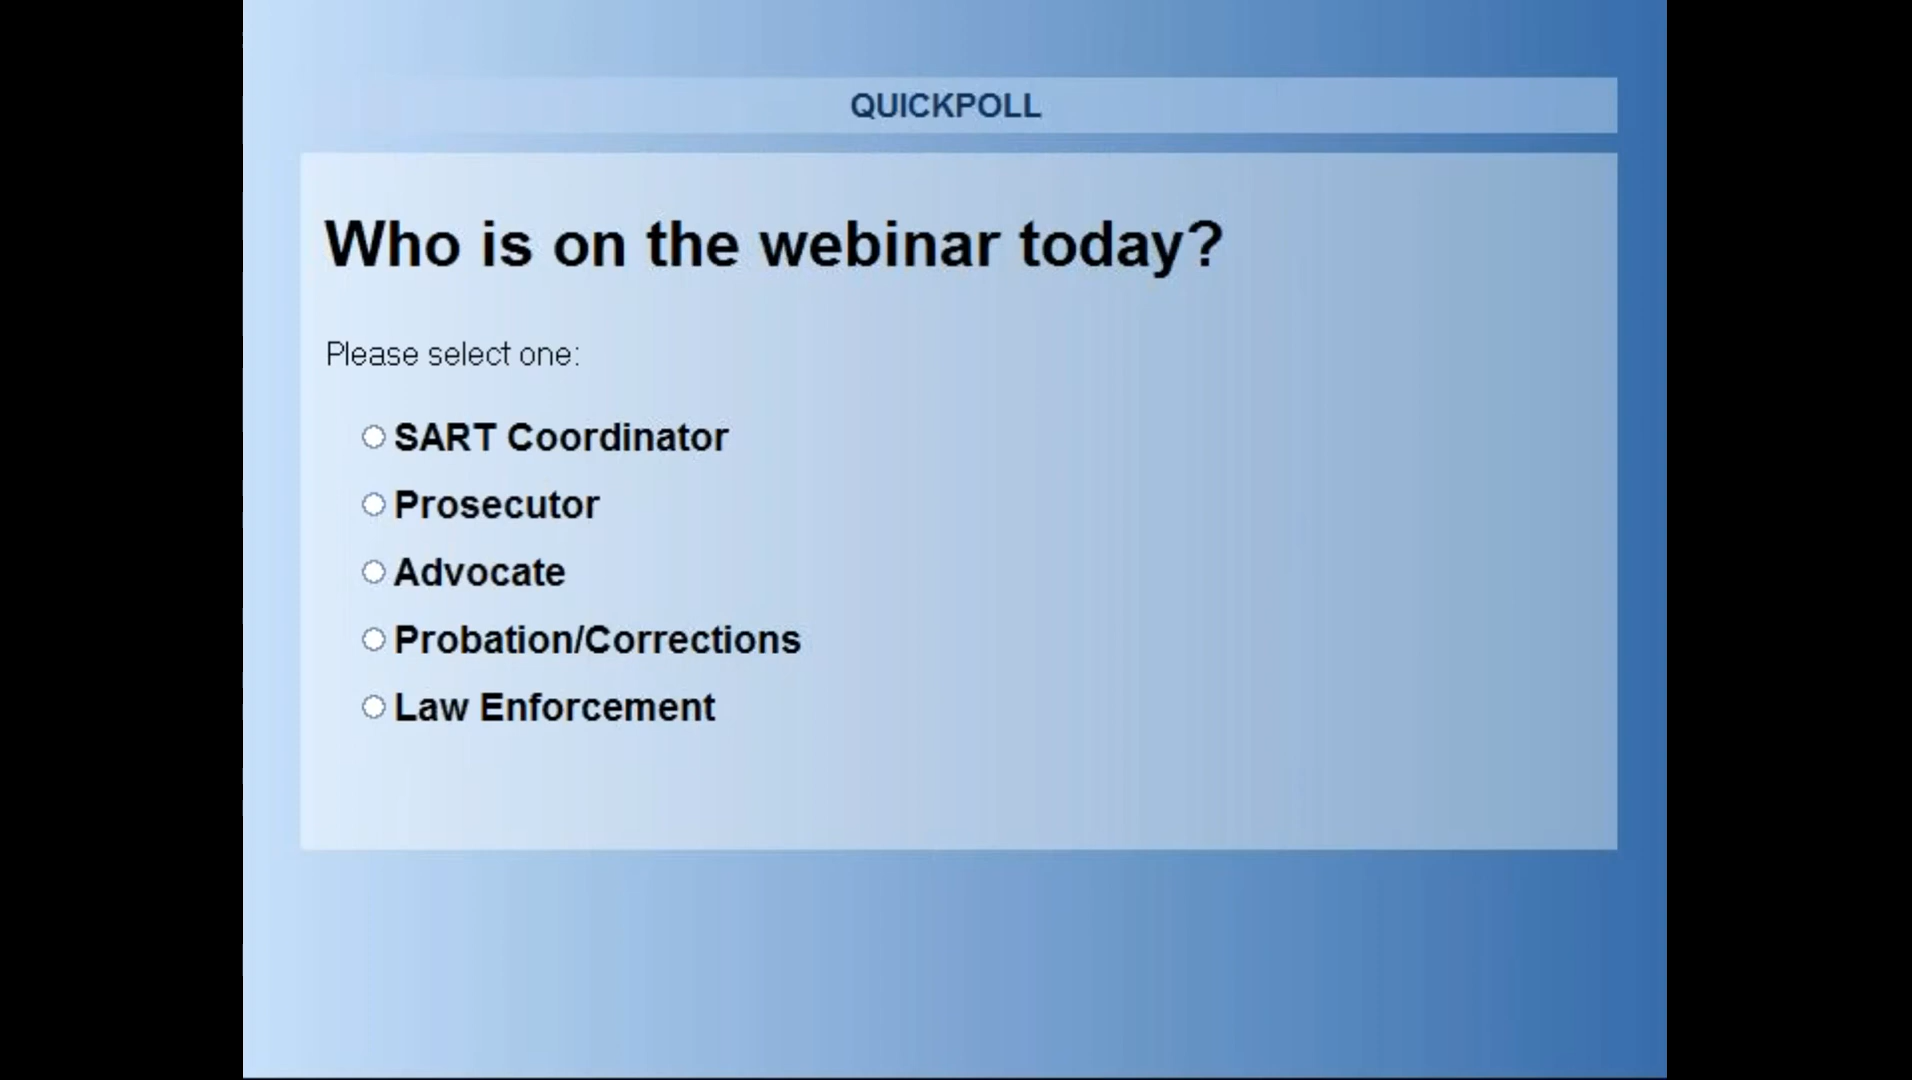 QUICKPOLL
Who is on the webinar today?
Please select one:
SART Coordinator
Prosecutor
Advocate
Probation/Corrections
Law Enforcement